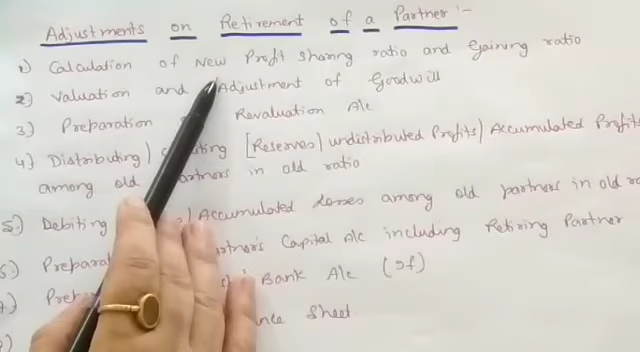 Adjustments on Retirement of a Partner :-
1) Calculation of New Profit sharing ratio and Gaining ratio
2) Valuation and Adjustment of Goodwill
3) Preparation Revaluation A/c
4) Distributing) [Reserves) undistributed Profits) Accumulated Profits
among old Partners in old ratio
5.) Debiting Accumulated Losses among old partners in old
Capital A/c including Retiring Partner
Bank A/c (If)
Sheet